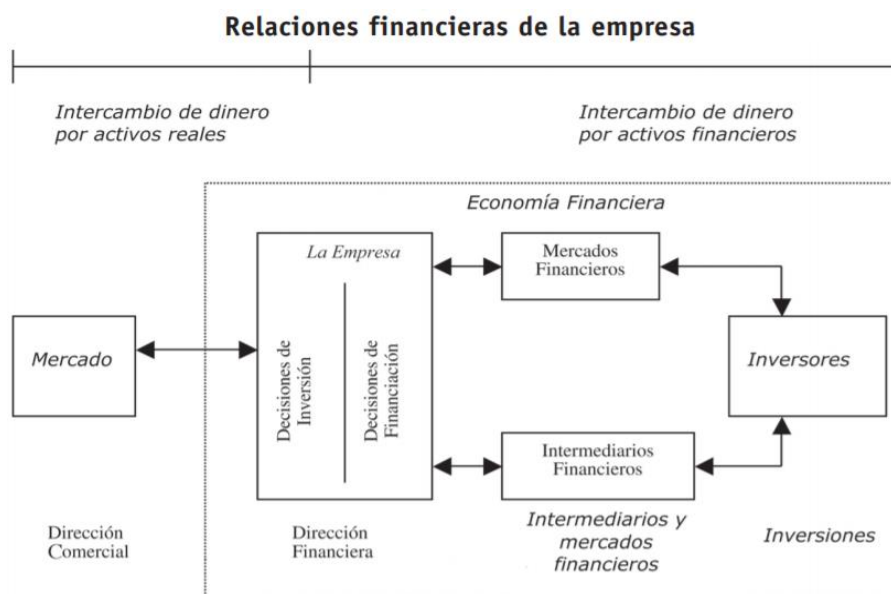 Relaciones financieras de la empresa
Intercambio de dinero
por activos reales
Intercambio de dinero
por activos financieros
Economía Financiera
La Empresa
Decisiones de
Inversión
Decisiones de
Financiación
Mercados
Financieros
Mercado
Inversores
Intermediarios
Financieros
Dirección
Comercial
Dirección
Financiera
Intermediarios y
mercados
financieros
Inversiones